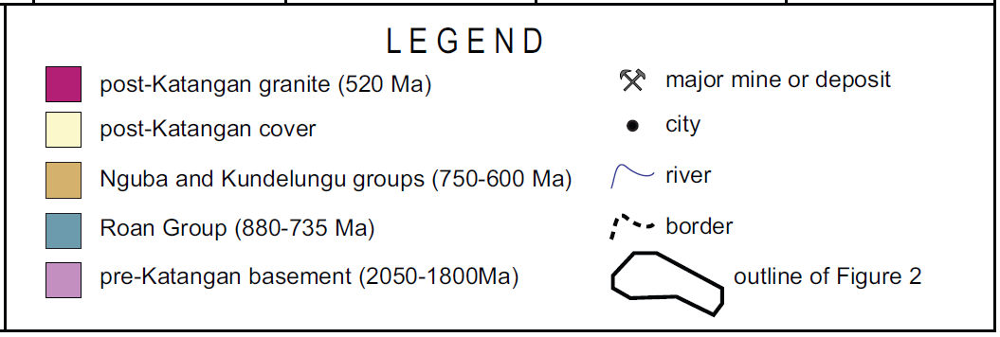 LEGEND
post-Katangan granite (520 Ma)
post-Katangan cover
Nguba and Kundelungu groups (750-600 Ma)
Roan Group (880-735 Ma)
pre-Katangan basement (2050-1800Ma)
major mine or deposit
city
river
border
outline of Figure 2